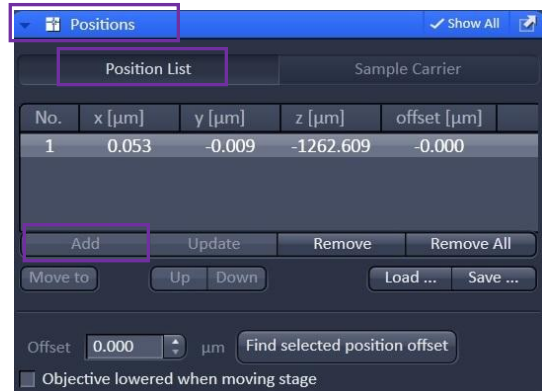 Positions Show All
Position List Sample Carrier
No. x [µm] y [µm] z [µm] offset [µm]
1 0.053 -0.009 -1262.609 -0.000
Add Update Remove Remove All
Move to Up Down Load ... Save ...
Offset 0.000 µm Find selected position offset
Objective lowered when moving stage